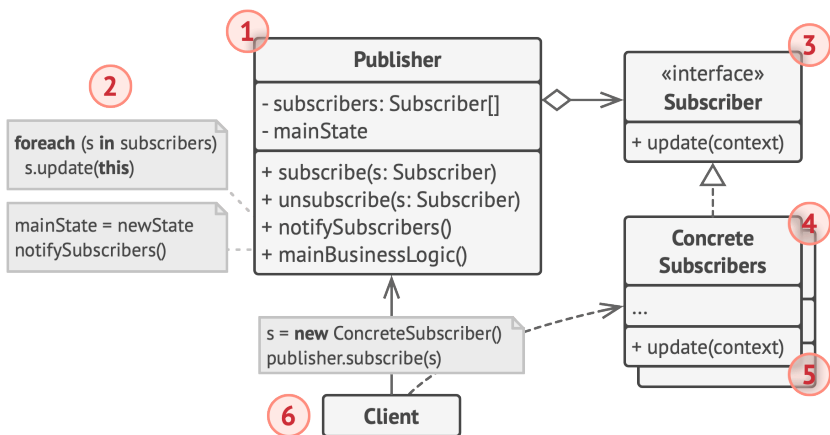 1
Publisher
- subscribers: Subscriber[]
- mainState
+ subscribe(s: Subscriber)
+ unsubscribe(s: Subscriber)
+ notifySubscribers()
+ mainBusinessLogic()
2
foreach (s in subscribers)
s.update(this)
mainState = newState
notifySubscribers()
3
«interface»
Subscriber
+ update(context)
4
Concrete
Subscribers
...
+ update(context)
5
s = new ConcreteSubscriber()
publisher.subscribe(s)
6
Client